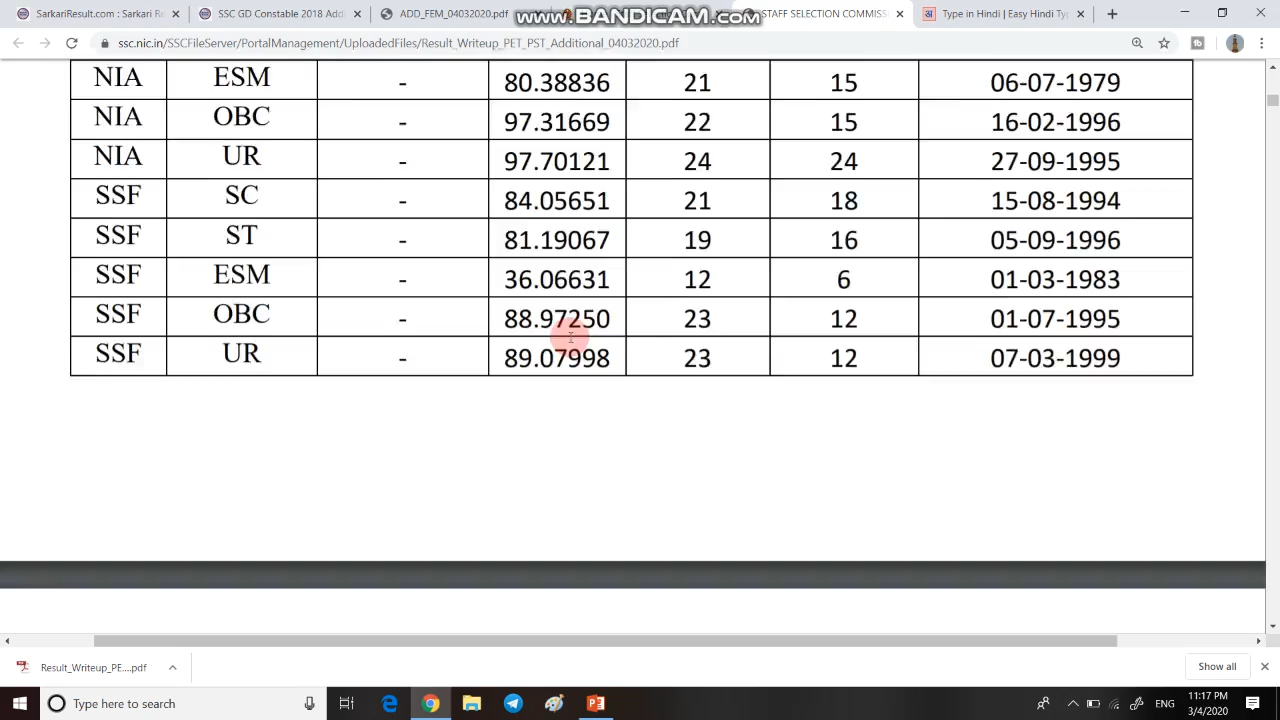 SarkariResult.com : Sarkari Re
SSC GD Constable 2018 Addi
ADD_FEM_04032020.pdf
STAFF SELECTION COMMISS
Type in Hindi | Easy Hindi Typ
www.BANDICAM.com
ssc.nic.in/SSCFileServer/PortalManagement/UploadedFiles/Result_Writeup_PET_PST_Additional_04032020.pdf
NIA ESM - 80.38836 21 15 06-07-1979
NIA OBC - 97.31669 22 15 16-02-1996
NIA UR - 97.70121 24 24 27-09-1995
SSF SC - 84.05651 21 18 15-08-1994
SSF ST - 81.19067 19 16 05-09-1996
SSF ESM - 36.06631 12 6 01-03-1983
SSF OBC - 88.97250 23 12 01-07-1995
SSF UR - 89.07998 23 12 07-03-1999
Result_Writeup_PE....pdf
Show all
Type here to search
ENG
11:17 PM
3/4/2020